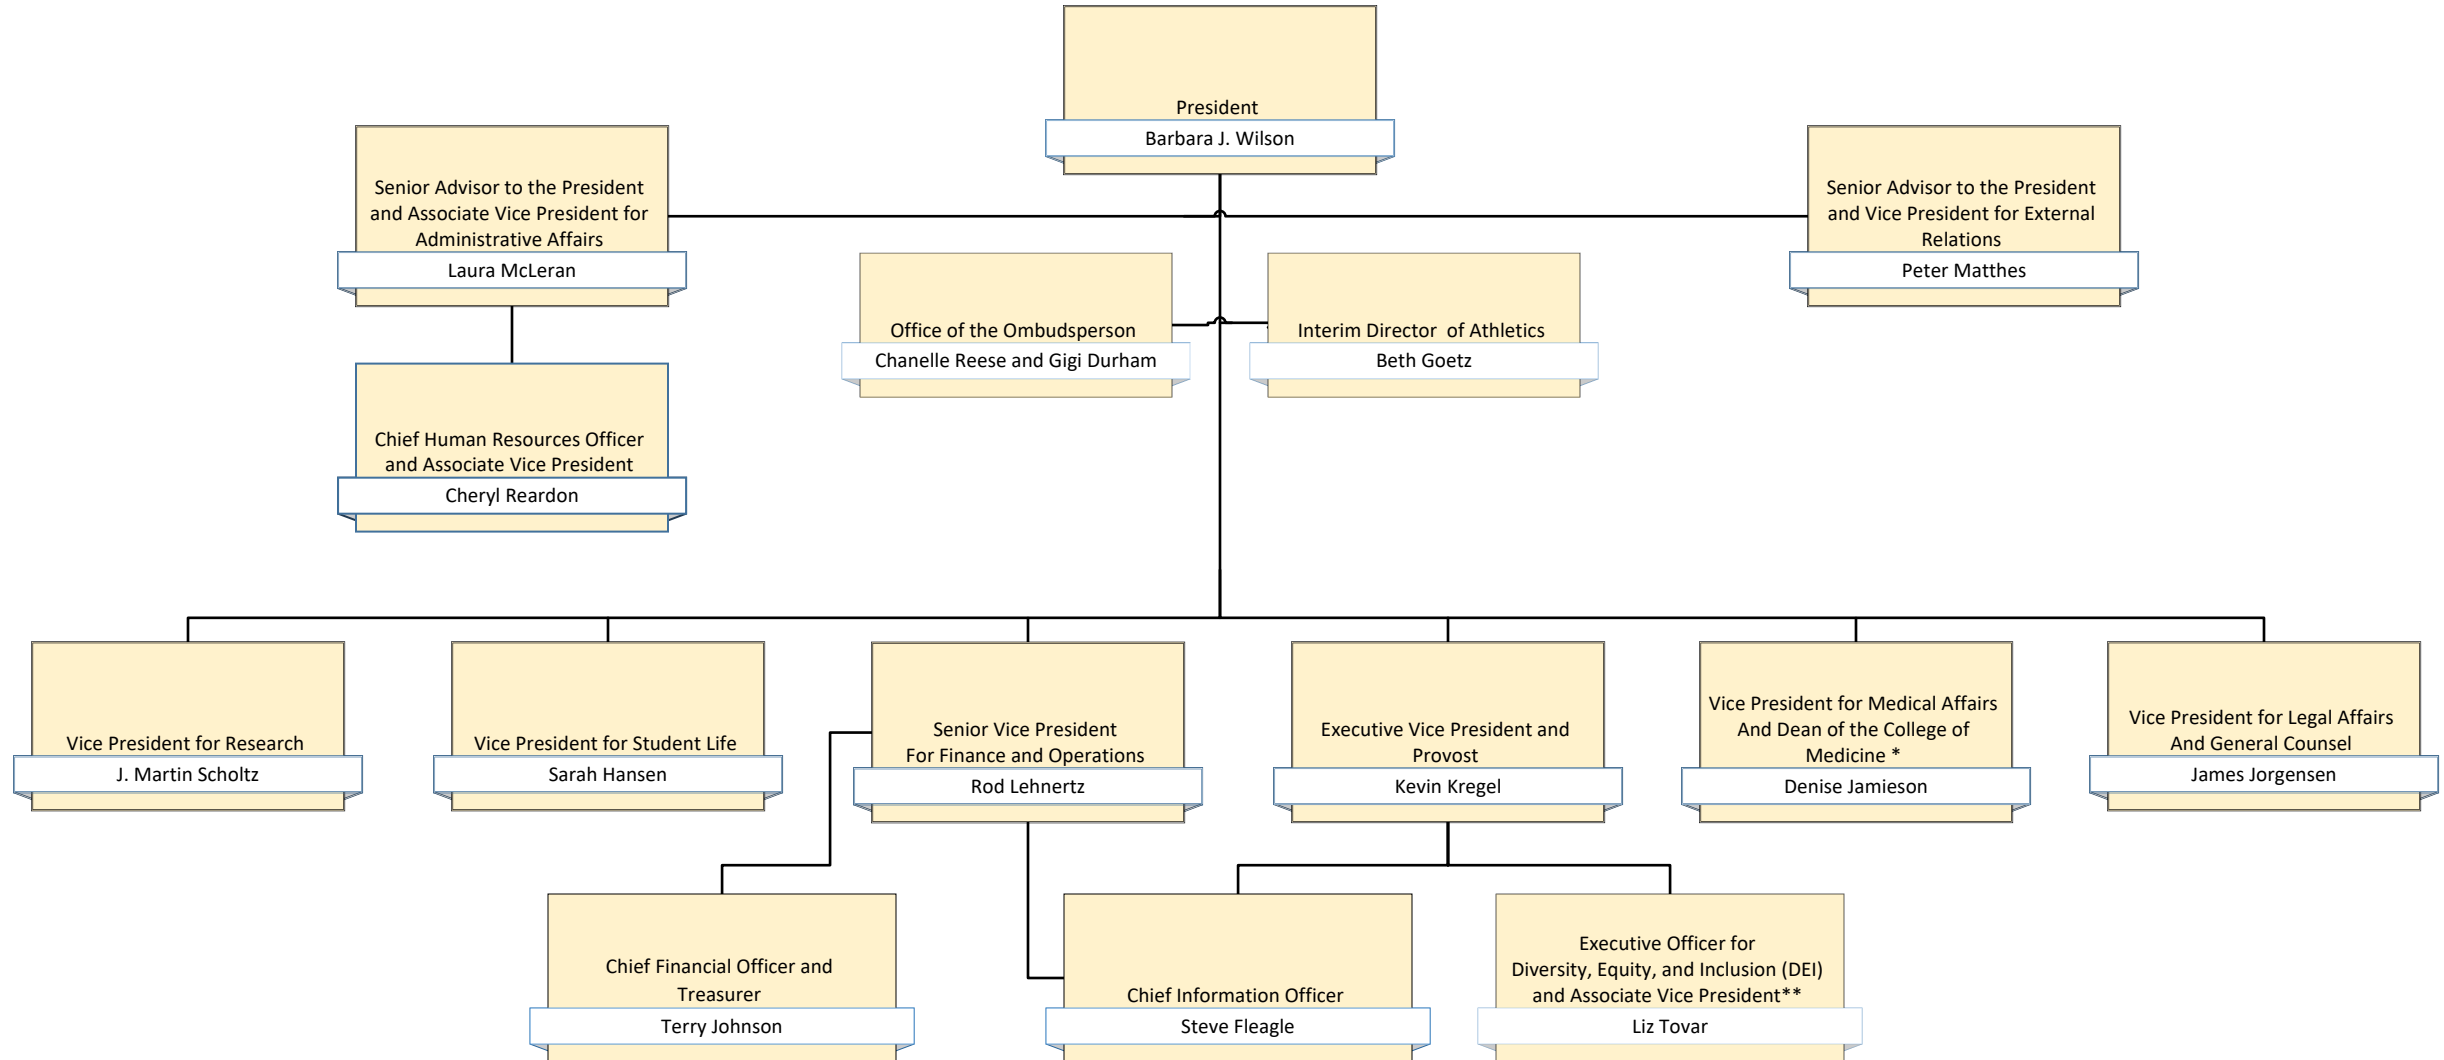 President
Barbara J. Wilson
Senior Advisor to the President
and Associate Vice President for
Administrative Affairs
Laura McLeran
Senior Advisor to the President
and Vice President for External
Relations
Peter Matthes
Office of the Ombudsperson
Chanelle Reese and Gigi Durham
Interim Director of Athletics
Beth Goetz
Chief Human Resources Officer
and Associate Vice President
Cheryl Reardon
Vice President for Research
J. Martin Scholtz
Vice President for Student Life
Sarah Hansen
Senior Vice President
For Finance and Operations
Rod Lehnertz
Executive Vice President and
Provost
Kevin Kregel
Vice President for Medical Affairs
And Dean of the College of
Medicine *
Denise Jamieson
Vice President for Legal Affairs
And General Counsel
James Jorgensen
Chief Financial Officer and
Treasurer
Terry Johnson
Chief Information Officer
Steve Fleagle
Executive Officer for
Diversity, Equity, and Inclusion (DEI)
and Associate Vice President**
Liz Tovar